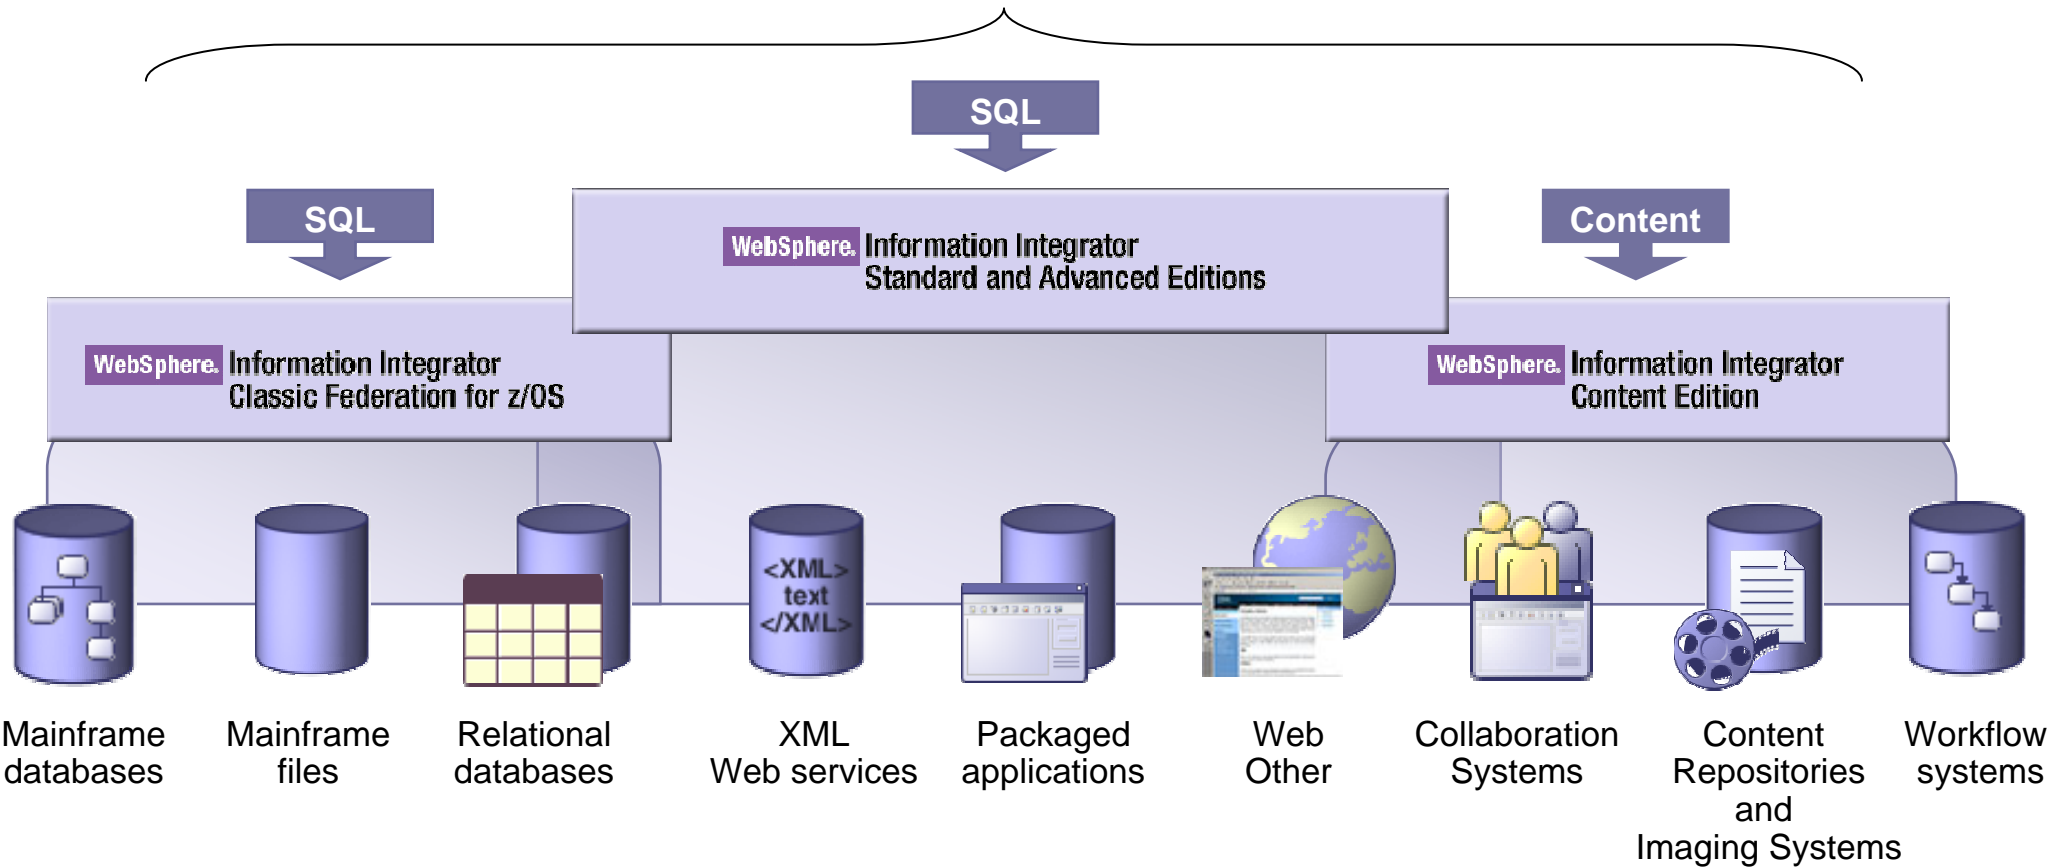 SQL
SQL
Content
WebSphere. Information Integrator
Standard and Advanced Editions
WebSphere. Information Integrator
Classic Federation for z/OS
WebSphere. Information Integrator
Content Edition
<XML>
text
</XML>
Mainframe
databases
Mainframe
files
Relational
databases
XML
Web services
Packaged
applications
Web
Other
Collaboration
Systems
Content
Repositories
and
Imaging Systems
Workflow
systems